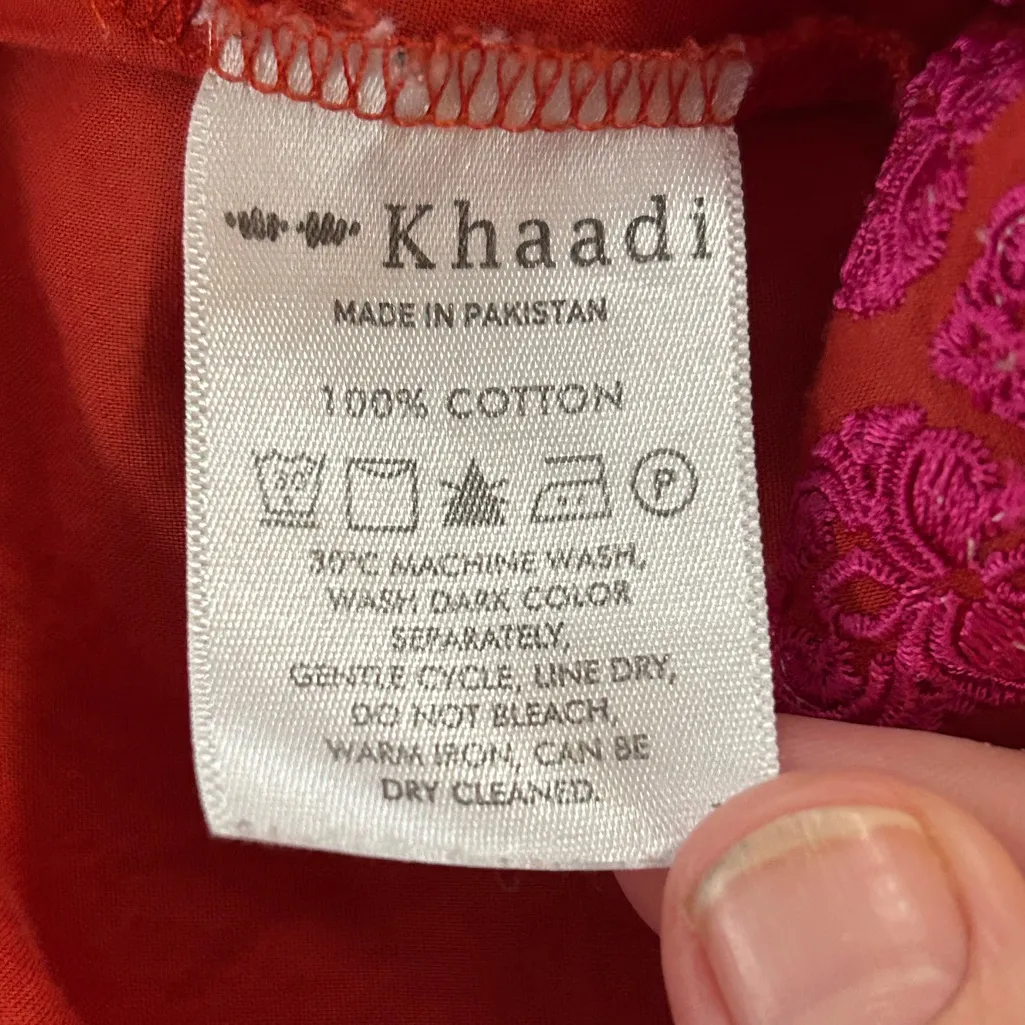 Khaadi
MADE IN PAKISTAN
100% COTTON
30° P
30°C MACHINE WASH,
WASH DARK COLOR
SEPARATELY,
GENTLE CYCLE, LINE DRY,
DO NOT BLEACH,
WARM IRON, CAN BE
DRY CLEANED.